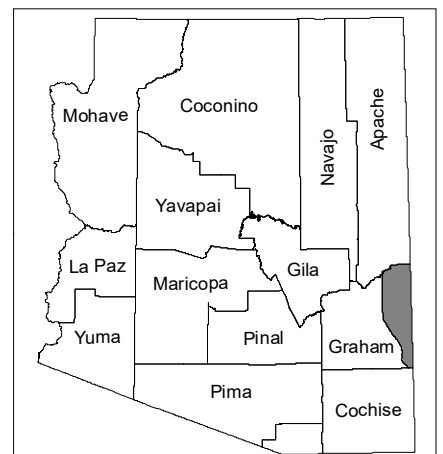 Mohave
Coconino
Navajo
Apache
Yavapai
La Paz
Maricopa
Gila
Yuma
Pinal
Graham
Pima
Cochise